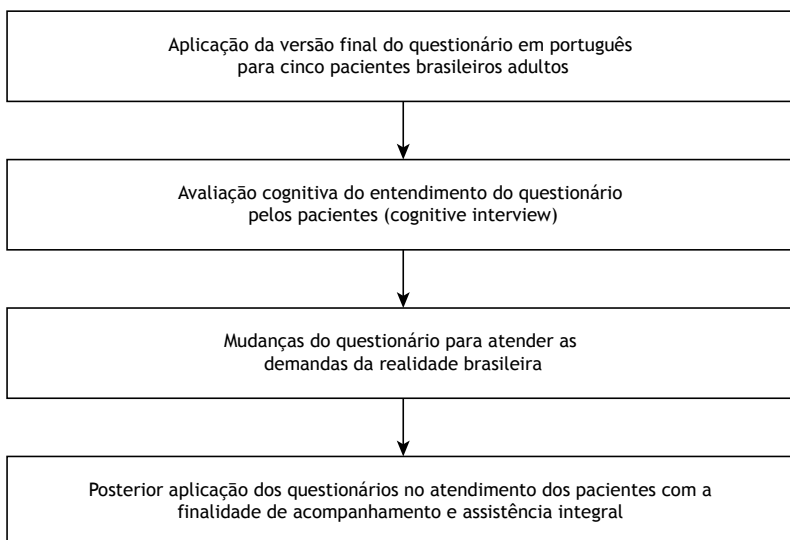 Aplicação da versão final do questionário em português
para cinco pacientes brasileiros adultos
Avaliação cognitiva do entendimento do questionário
pelos pacientes (cognitive interview)
Mudanças do questionário para atender as
demandas da realidade brasileira
Posterior aplicação dos questionários no atendimento dos pacientes com a
finalidade de acompanhamento e assistência integral